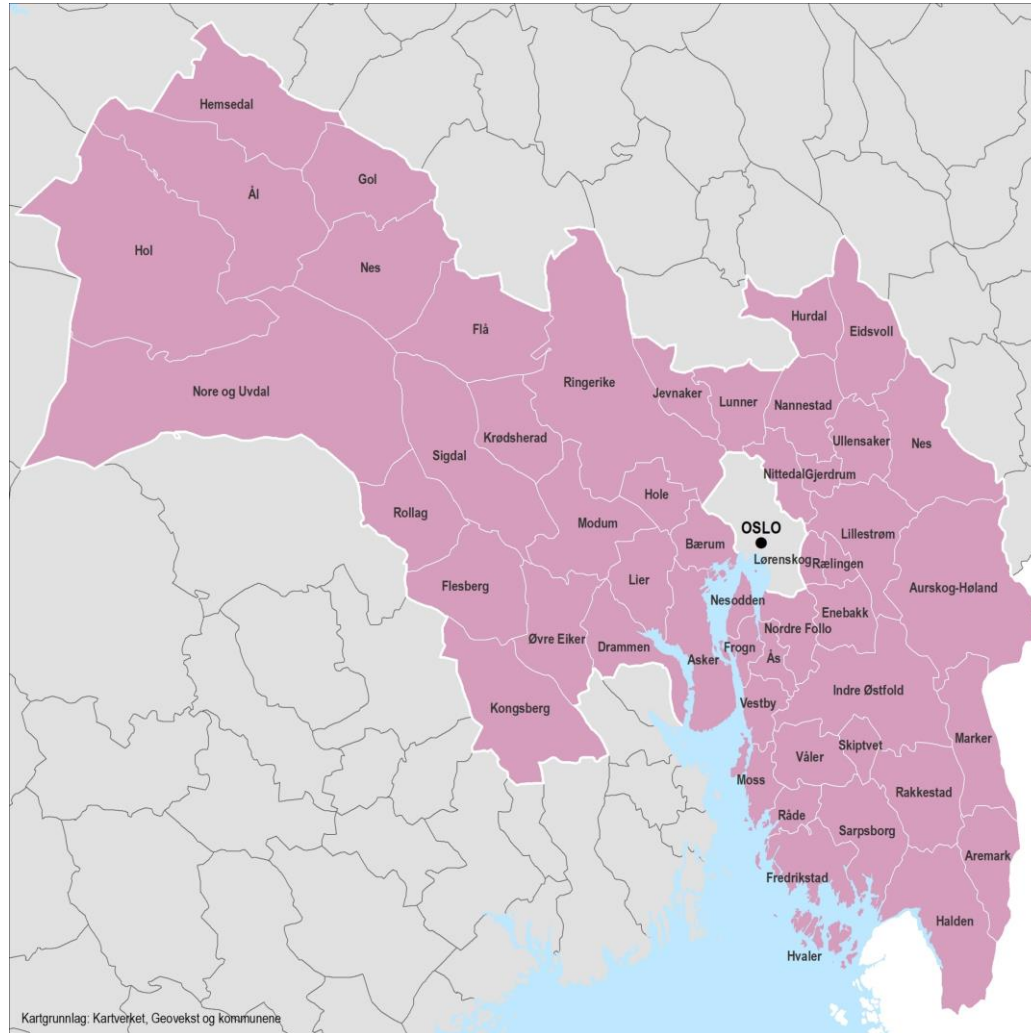 Hemsedal
Gol
Ål
Hol
Nes
Flå
Hurdal
Eidsvoll
Nore og Uvdal
Ringerike
Jevnaker
Lunner
Nannestad
Krødsherad
Ullensaker
Nes
Sigdal
Nittedal
Gjerdrum
Hole
Rollag
Modum
OSLO
Lillestrøm
Bærum
Lørenskog
Rælingen
Lier
Aurskog-Høland
Flesberg
Nesodden
Enebakk
Nordre Follo
Øvre Eiker
Drammen
Frogn
Asker
Ås
Indre Østfold
Vestby
Kongsberg
Marker
Skiptvet
Våler
Moss
Rakkestad
Råde
Sarpsborg
Aremark
Fredrikstad
Halden
Hvaler
Kartgrunnlag: Kartverket, Geovekst og kommunene